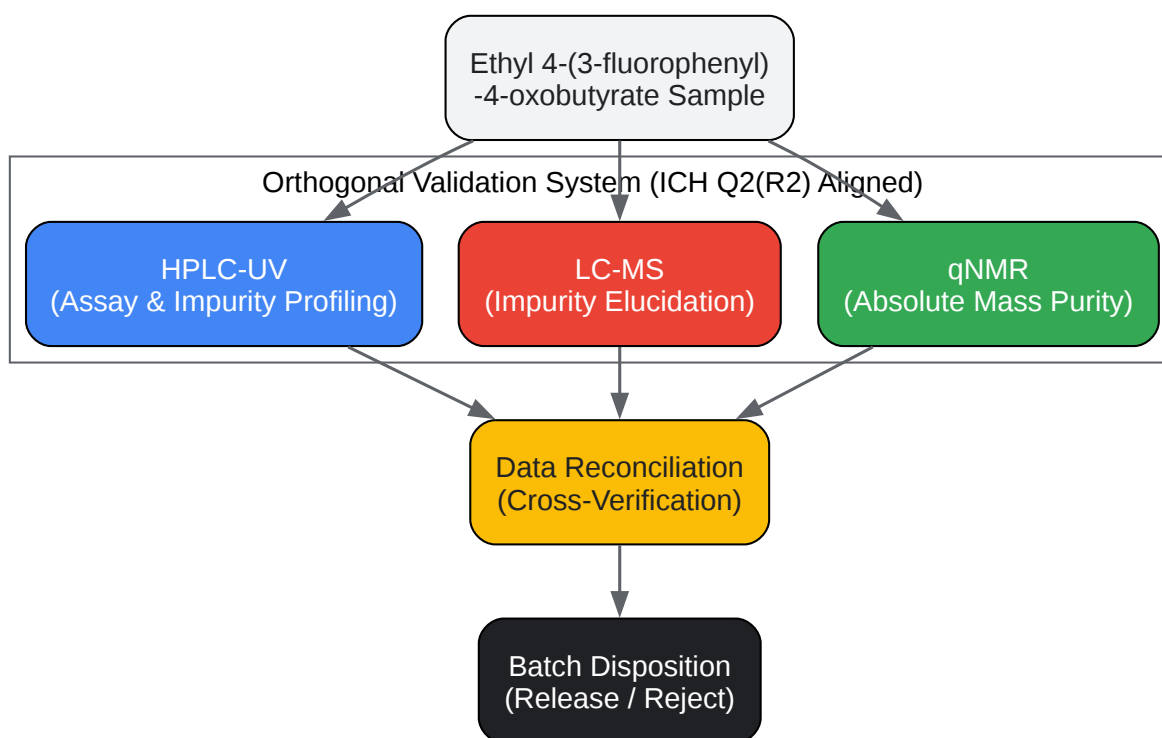 Ethyl 4-(3-fluorophenyl)
-4-oxobutyrate Sample
Orthogonal Validation System (ICH Q2(R2) Aligned)
HPLC-UV
(Assay & Impurity Profiling)
LC-MS
(Impurity Elucidation)
qNMR
(Absolute Mass Purity)
Data Reconciliation
(Cross-Verification)
Batch Disposition
(Release / Reject)